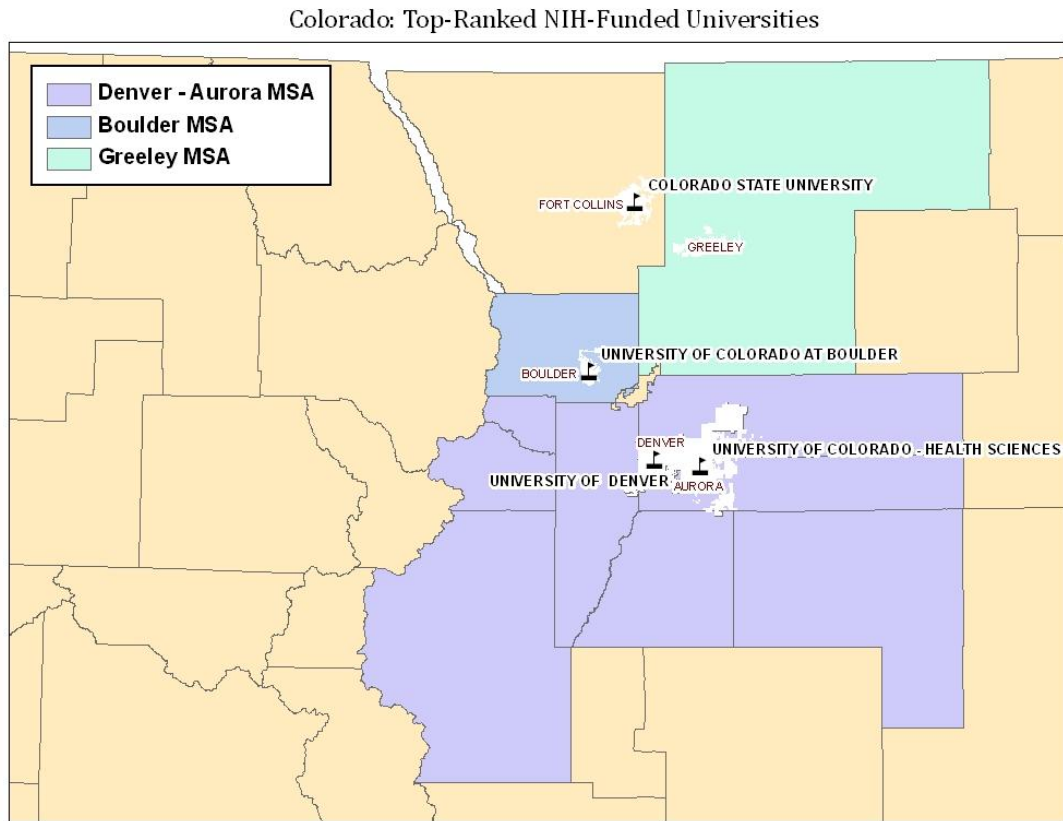 Colorado: Top-Ranked NIH-Funded Universities
Denver - Aurora MSA
Boulder MSA
Greeley MSA
COLORADO STATE UNIVERSITY
FORT COLLINS
GREELEY
UNIVERSITY OF COLORADO AT BOULDER
BOULDER
DENVER
UNIVERSITY OF COLORADO - HEALTH SCIENCES
UNIVERSITY OF DENVER
AURORA